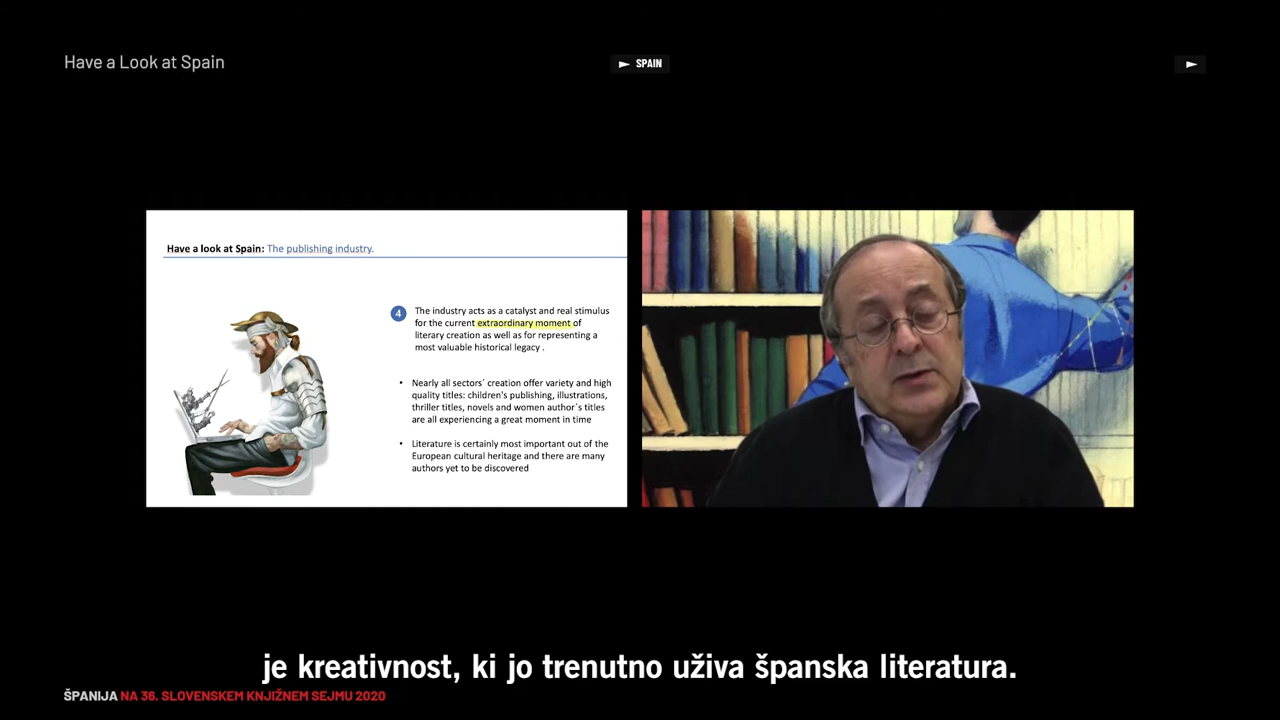 Have a Look at Spain
SPAIN
Have a look at Spain: The publishing industry.
4
The industry acts as a catalyst and real stimulus
for the current extraordinary moment of
literary creation as well as for representing a
most valuable historical legacy .
• Nearly all sectors´ creation offer variety and high
quality titles: children's publishing, illustrations,
thriller titles, novels and women author´s titles
are all experiencing a great moment in time
• Literature is certainly most important out of the
European cultural heritage and there are many
authors yet to be discovered
je kreativnost, ki jo trenutno uživa španska literatura.
ŠPANIJA NA 36. SLOVENSKEM KNJIŽNEM SEJMU 2020